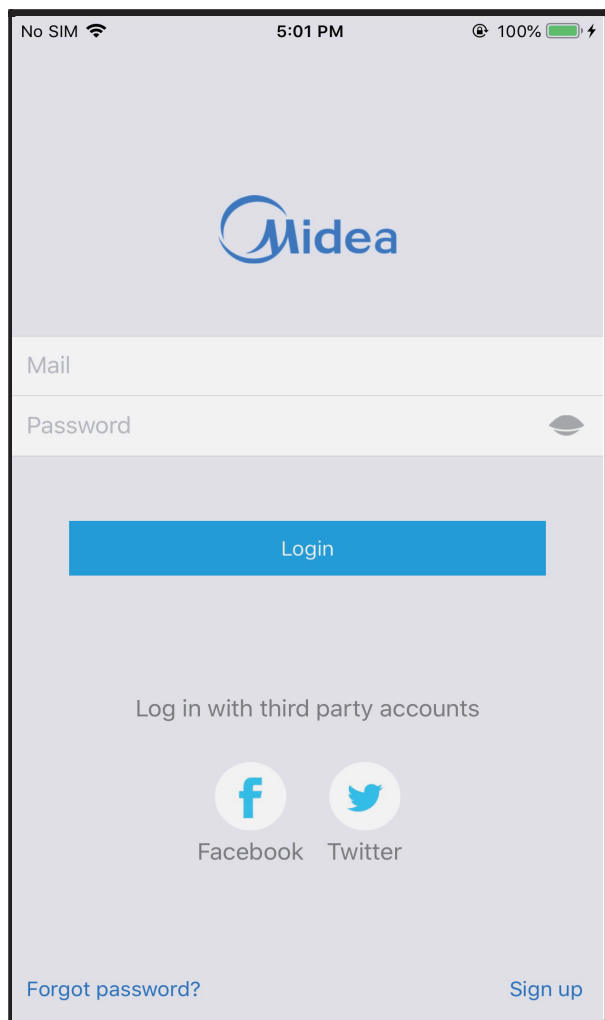 No SIM 5:01 PM 100%
Midea
Mail
Password
Login
Log in with third party accounts
Facebook Twitter
Forgot password? Sign up